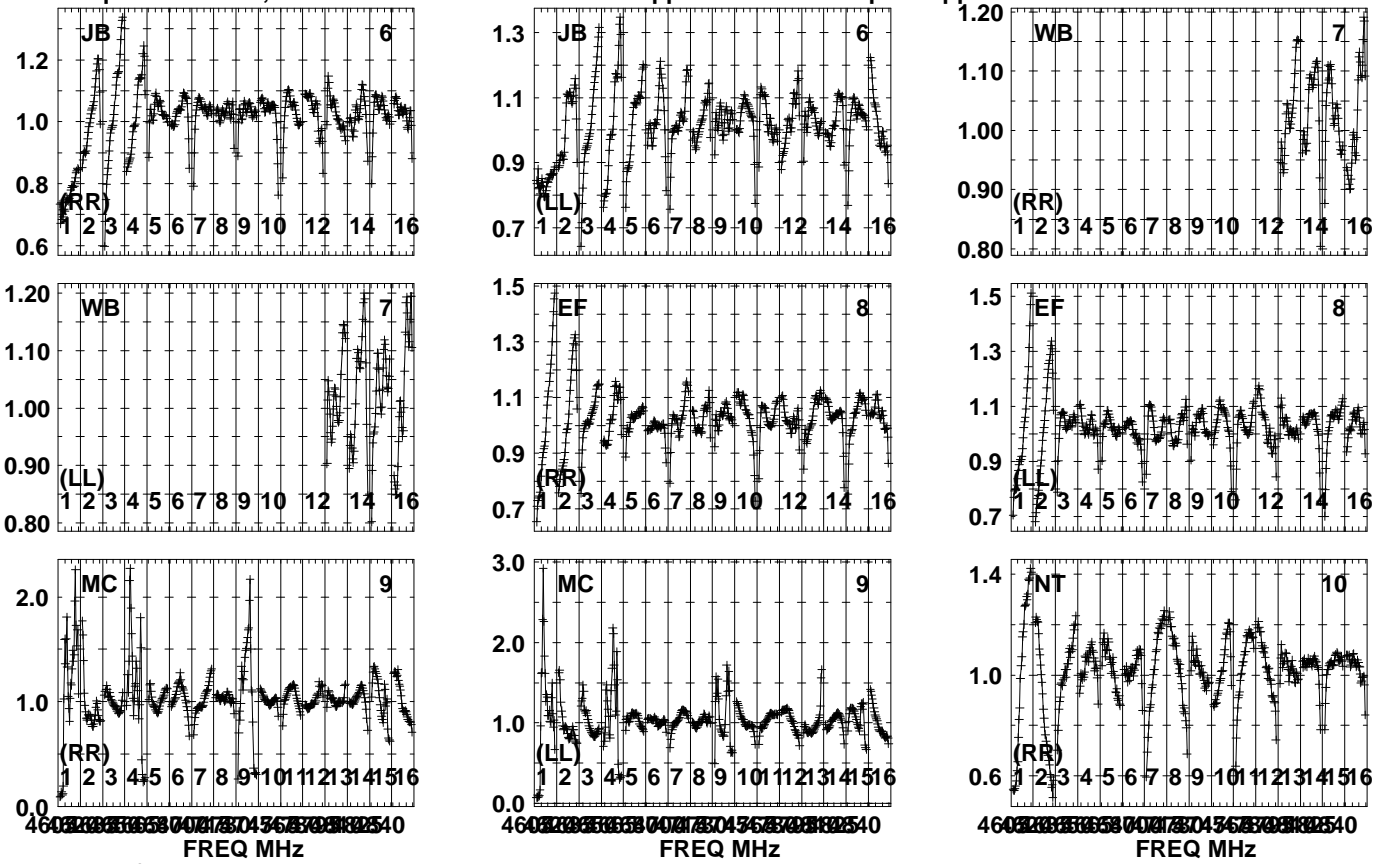 JB 6
1.2
1.0
0.8
0.6
(RR)
1 2 3 4 5 6 7 8 9 10 12 14 16
JB 6
1.3
1.1
0.9
0.7
(LL)
1 2 3 4 5 6 7 8 9 10 12 14 16
WB 7
1.20
1.10
1.00
0.90
0.80
(RR)
1 2 3 4 5 6 7 8 9 10 12 14 16
WB 7
1.20
1.10
1.00
0.90
0.80
(LL)
1 2 3 4 5 6 7 8 9 10 12 14 16
EF 8
1.5
1.3
1.1
0.9
0.7
(RR)
1 2 3 4 5 6 7 8 9 10 12 14 16
EF 8
1.5
1.3
1.1
0.9
0.7
(LL)
1 2 3 4 5 6 7 8 9 10 12 14 16
MC 9
2.0
1.0
0.0
(RR)
1 2 3 4 5 6 7 8 9 10 11 12 13 14 15 16
FREQ MHz
MC 9
3.0
2.0
1.0
0.0
(LL)
1 2 3 4 5 6 7 8 9 10 11 12 13 14 15 16
FREQ MHz
NT 10
1.4
1.0
0.6
(RR)
1 2 3 4 5 6 7 8 9 10 11 12 13 14 15 16
FREQ MHz